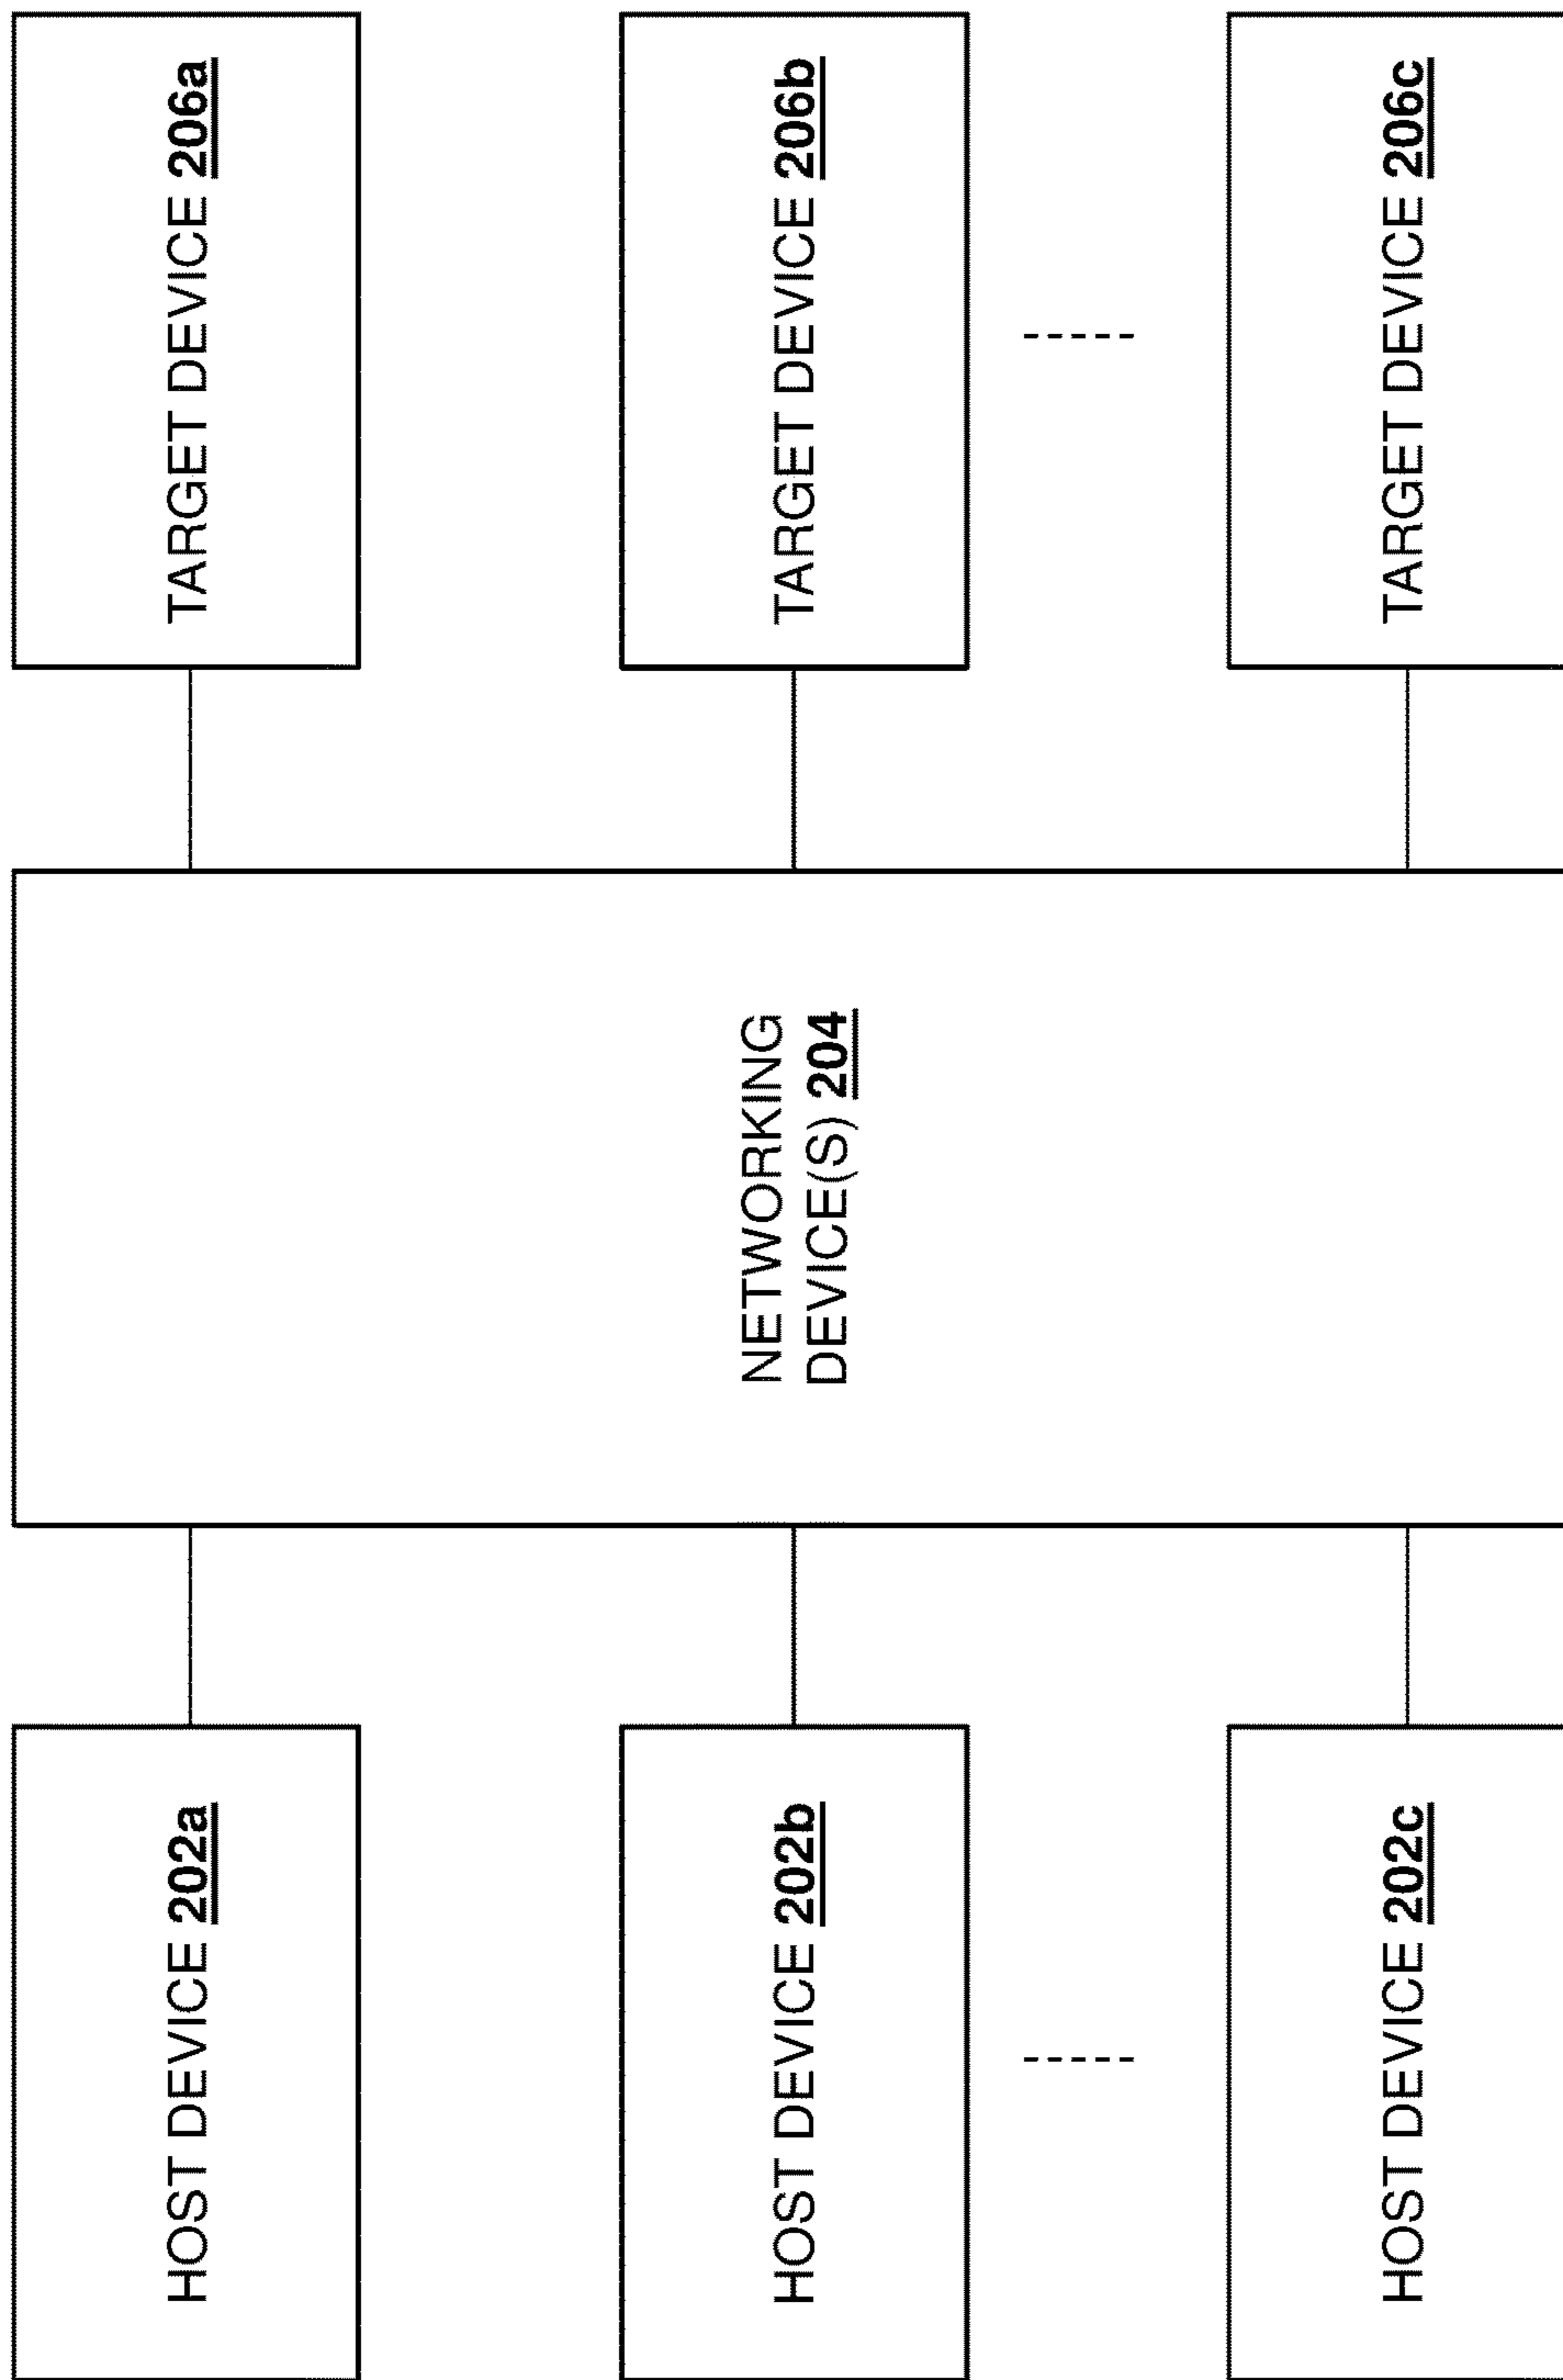 HOST DEVICE 202a
HOST DEVICE 202b
HOST DEVICE 202c
NETWORKING
DEVICE(S) 204
TARGET DEVICE 206a
TARGET DEVICE 206b
TARGET DEVICE 206c